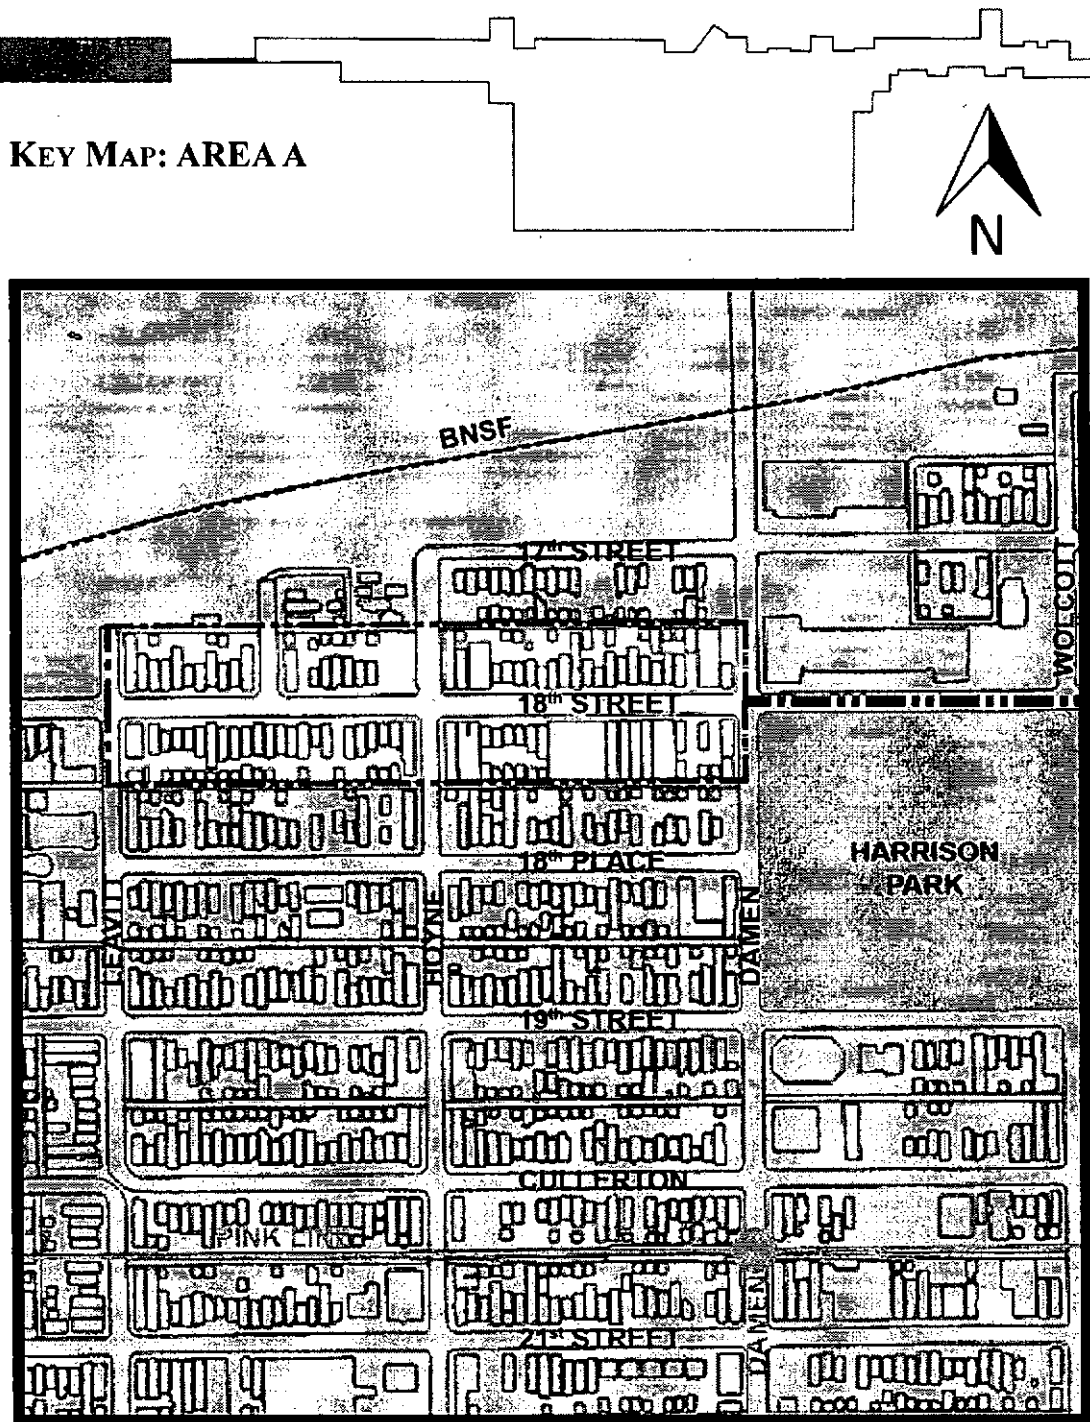 KEY MAP: AREA A
N
BNSF
17th STREET
WOLCOTT
18th STREET
HARRISON
PARK
18th PLACE
LEAVITT
HOYNE
DAMEN
19th STREET
CULLERTON
PINK LINE
DAMEN
21st STREET